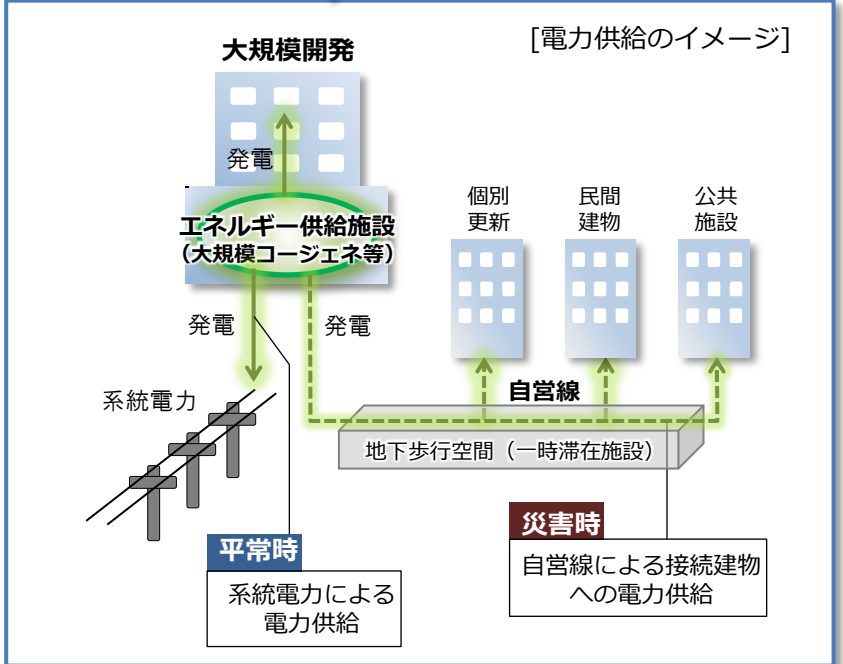 [電力供給のイメージ]
大規模開発
発電
エネルギー供給施設
(大規模コージェネ等)
個別
更新
民間
建物
公共
施設
発電
発電
系統電力
自営線
地下歩行空間（一時滞在施設）
平常時
系統電力による
電力供給
災害時
自営線による接続建物
への電力供給